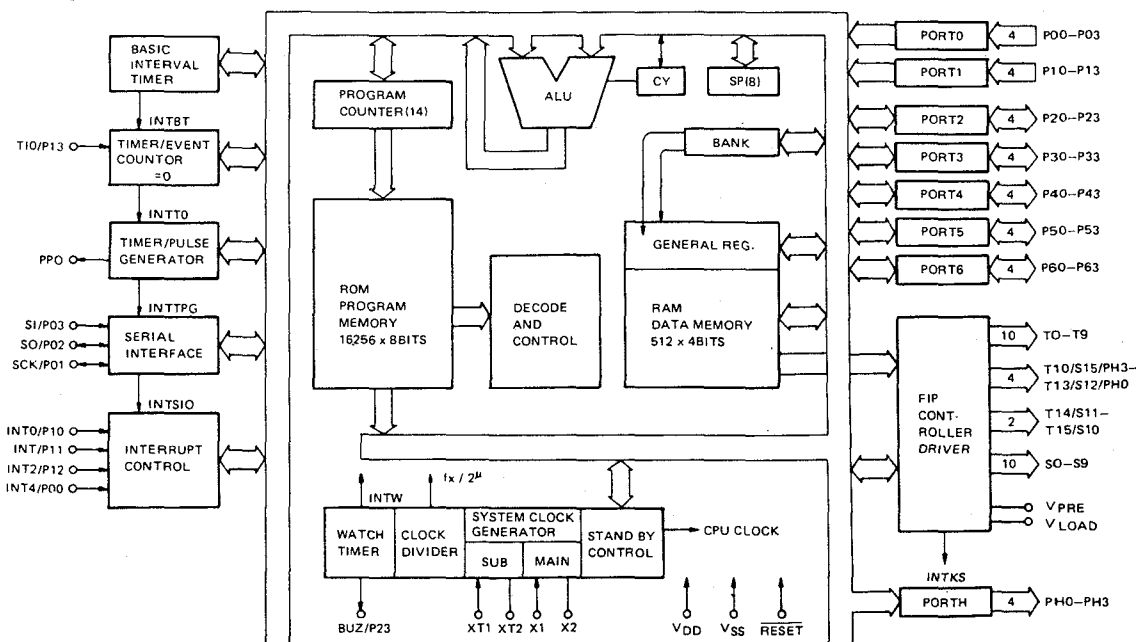 BASIC
INTERVAL
TIMER
INTBT
TI0/P13
TIMER/EVENT
COUNTOR
=0
INTT0
PPO
TIMER/PULSE
GENERATOR
INTTPG
SI/P03
SO/P02
SCK/P01
SERIAL
INTERFACE
INTSIO
INT0/P10
INT/P11
INT2/P12
INT4/P00
INTERRUPT
CONTROL
PROGRAM
COUNTER(14)
ALU
CY
SP(8)
BANK
ROM
PROGRAM
MEMORY
16,256 x 8BITS
DECODE
AND
CONTROL
GENERAL REG.
RAM
DATA MEMORY
512 x 4BITS
INTW
fx / 2μ
WATCH
TIMER
CLOCK
DIVIDER
SYSTEM CLOCK
GENERATOR
SUB
MAIN
STAND BY
CONTROL
CPU CLOCK
BUZ/P23
XT1
XT2
X1
X2
VDD
VSS
RESET
PORT0
4
P00–P03
PORT1
4
P10–P13
PORT2
4
P20–P23
PORT3
4
P30–P33
PORT4
4
P40–P43
PORT5
4
P50–P53
PORT6
4
P60–P63
FIP
CONT-
ROLLER
DRIVER
10
TO–T9
4
T10/S15/PH3–
T13/S12/PH0
2
T14/S11–
T15/S10
10
SO–S9
VPRE
VLOAD
INTKS
PORTH
4
PH0–PH3